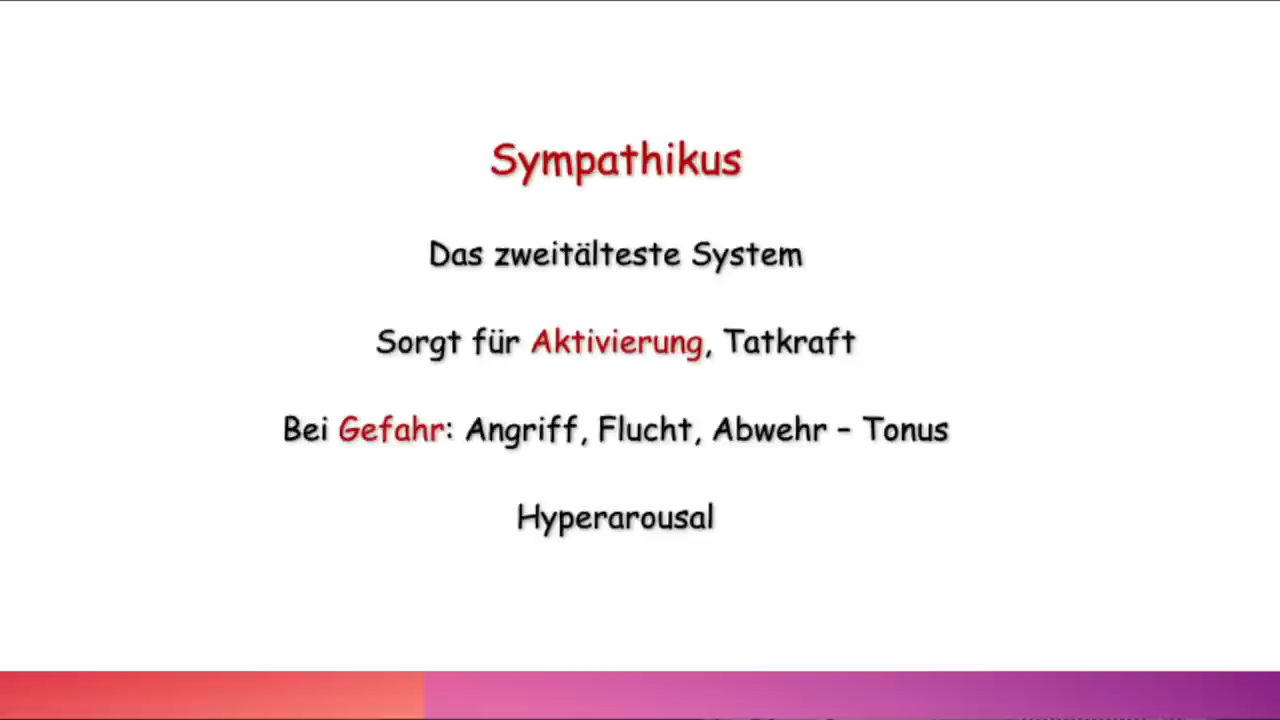 Sympathikus
Das zweitälteste System
Sorgt für Aktivierung, Tatkraft
Bei Gefahr: Angriff, Flucht, Abwehr – Tonus
Hyperarousal